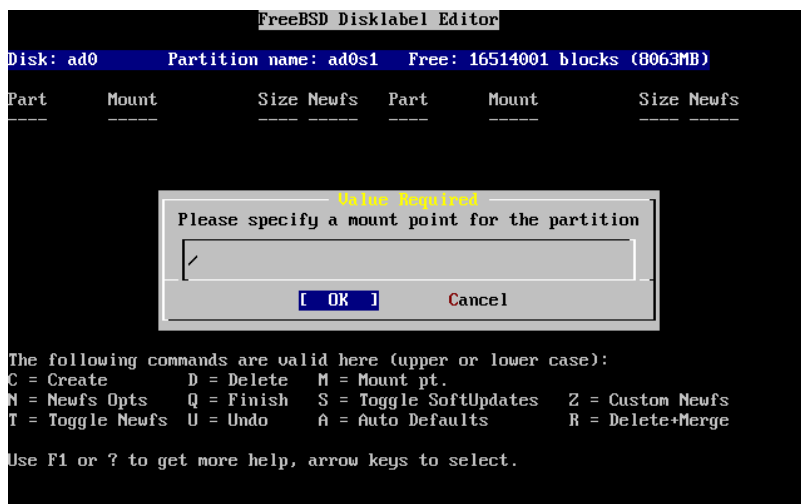 FreeBSD Disklabel Editor
Disk: ad0 Partition name: ad0s1 Free: 16514001 blocks (8063MB)
Part Mount Size Newfs Part Mount Size Newfs
---- ----- ---- ----- ---- ----- ---- -----
Value Required
Please specify a mount point for the partition
/
[ OK ] Cancel
The following commands are valid here (upper or lower case):
C = Create D = Delete M = Mount pt.
N = Newfs Opts Q = Finish S = Toggle SoftUpdates Z = Custom Newfs
T = Toggle Newfs U = Undo A = Auto Defaults R = Delete+Merge
Use F1 or ? to get more help, arrow keys to select.